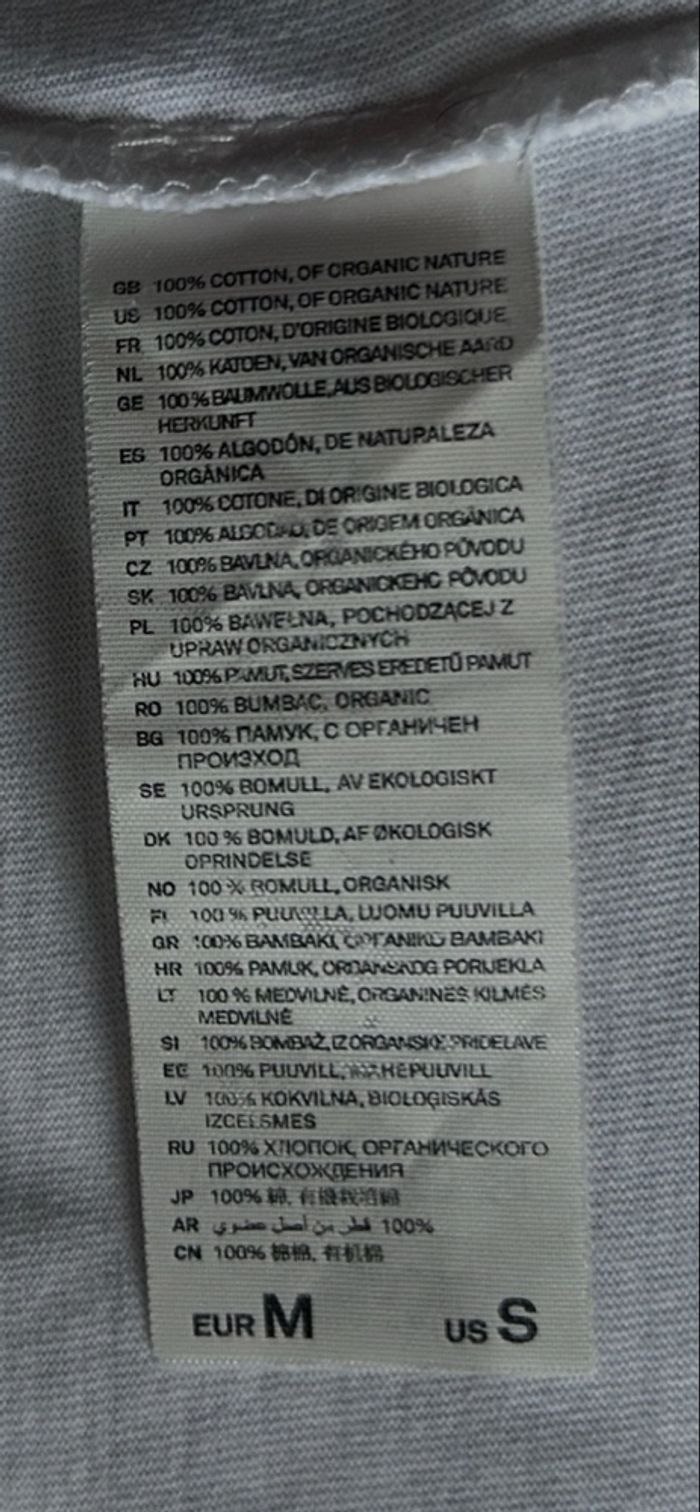 GB 100% COTTON, OF ORGANIC NATURE
US 100% COTTON, OF ORGANIC NATURE
FR 100% COTON, D'ORIGINE BIOLOGIQUE
NL 100% KATOEN, VAN ORGANISCHE AARD
GE 100% BAUMWOLLE, AUS BIOLOGISCHER
HERKUNFT
ES 100% ALGODÓN, DE NATURALEZA
ORGÁNICA
IT 100% COTONE, DI ORIGINE BIOLOGICA
PT 100% ALGODÃO, DE ORIGEM ORGÂNICA
CZ 100% BAVLNA, ORGANICKÉHO PŮVODU
SK 100% BAVLNA, ORGANICKÉHO PÔVODU
PL 100% BAWEŁNA, POCHODZĄCEJ Z
UPRAW ORGANICZNYCH
HU 100% PAMUT, SZERVES EREDETŰ PAMUT
RO 100% BUMBAC, ORGANIC
BG 100% ПАМУК, С ОРГАНИЧЕН
ПРОИЗХОД
SE 100% BOMULL, AV EKOLOGISKT
URSPRUNG
DK 100 % BOMULD, AF ØKOLOGISK
OPRINDELSE
NO 100 % BOMULL, ORGANISK
FI 100 % PUUVILLA, LUOMU PUUVILLA
GR 100% BAMBAKI, ORGANIKO BAMBAKI
HR 100% PAMUK, ORGANSKOG PORIJEKLA
LT 100 % MEDVILNĖ, ORGANINĖS KILMĖS
MEDVILNĖ
SI 100% BOMBAŽ, IZ ORGANSKE PRIDELAVE
EE 100% PUUVILL, MAHEPUUVILL
LV 100% KOKVILNA, BIOLOĢISKĀS
IZCELSMES
RU 100% ХЛОПОК, ОРГАНИЧЕСКОГО
ПРОИСХОЖДЕНИЯ
JP 100% 綿, 有機栽培綿
AR 100% قطن من أصل عضوي
CN 100% 棉, 有机棉
EUR M US S